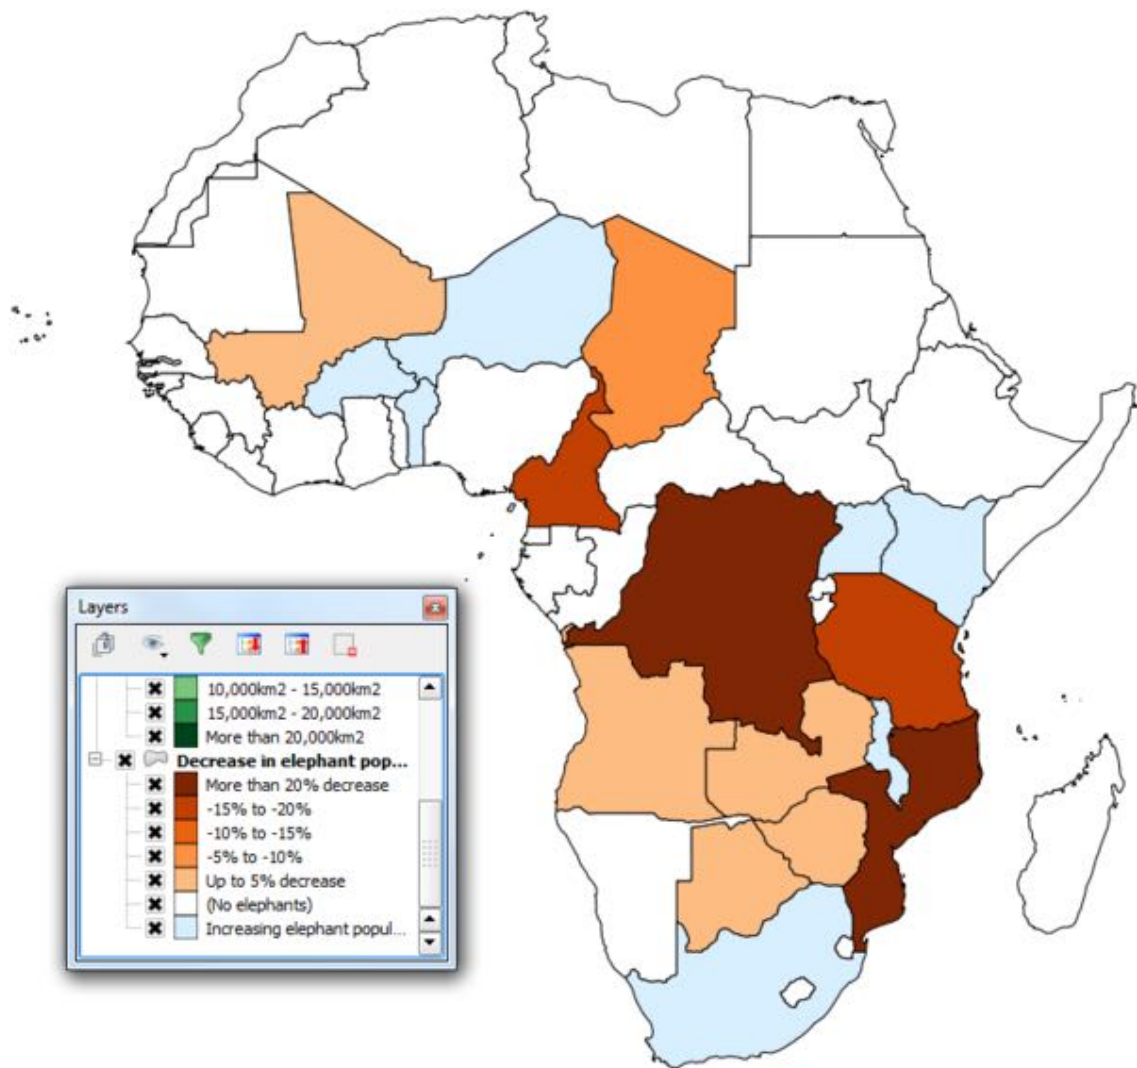 Layers
10,000km2 - 15,000km2
15,000km2 - 20,000km2
More than 20,000km2
Decrease in elephant pop...
More than 20% decrease
-15% to -20%
-10% to -15%
-5% to -10%
Up to 5% decrease
(No elephants)
Increasing elephant popul...